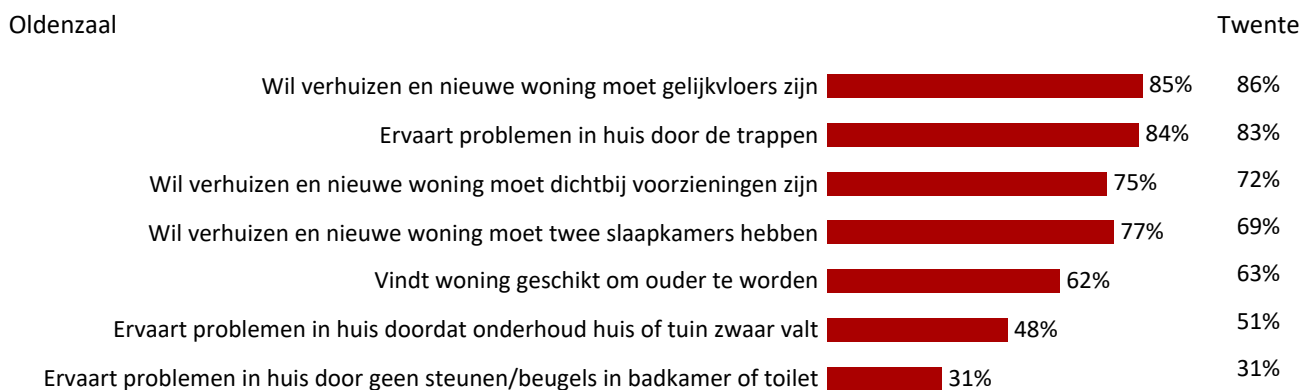 Oldenzaal Twente
Wil verhuizen en nieuwe woning moet gelijkvloers zijn 85% 86%
Ervaart problemen in huis door de trappen 84% 83%
Wil verhuizen en nieuwe woning moet dichtbij voorzieningen zijn 75% 72%
Wil verhuizen en nieuwe woning moet twee slaapkamers hebben 77% 69%
Vindt woning geschikt om ouder te worden 62% 63%
Ervaart problemen in huis doordat onderhoud huis of tuin zwaar valt 48% 51%
Ervaart problemen in huis door geen steunen/beugels in badkamer of toilet 31% 31%